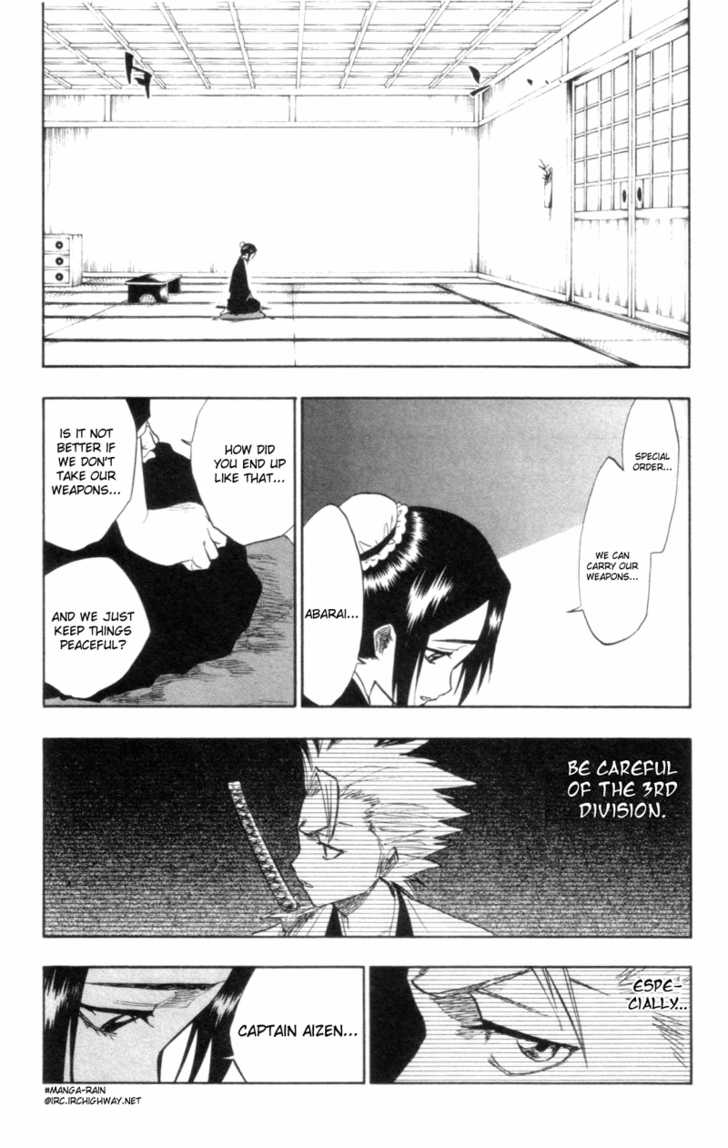 SPECIAL
ORDER...
WE CAN
CARRY OUR
WEAPONS...
ABARAI...
HOW DID
YOU END UP
LIKE THAT...
IS IT NOT
BETTER IF
WE DON'T
TAKE OUR
WEAPONS...
AND WE JUST
KEEP THINGS
PEACEFUL?
BE CAREFUL
OF THE 3RD
DIVISION.
ESPE-
CIALLY...
CAPTAIN AIZEN...
#MANGA-RAIN
@IRC.IRCHIGHWAY.NET